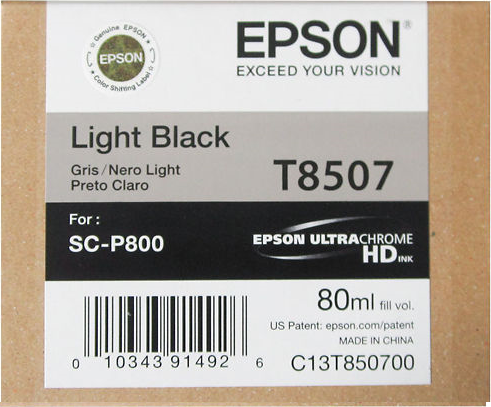 Genuine Epson
EPSON
Color Shifting Label
EPSON®
EXCEED YOUR VISION
Light Black
Gris/Nero Light
Preto Claro
T8507
For :
SC-P800
EPSON ULTRACHROME
HD INK
80ml fill vol.
US Patent: epson.com/patent
MADE IN CHINA
C13T850700
0 10343 91492 6